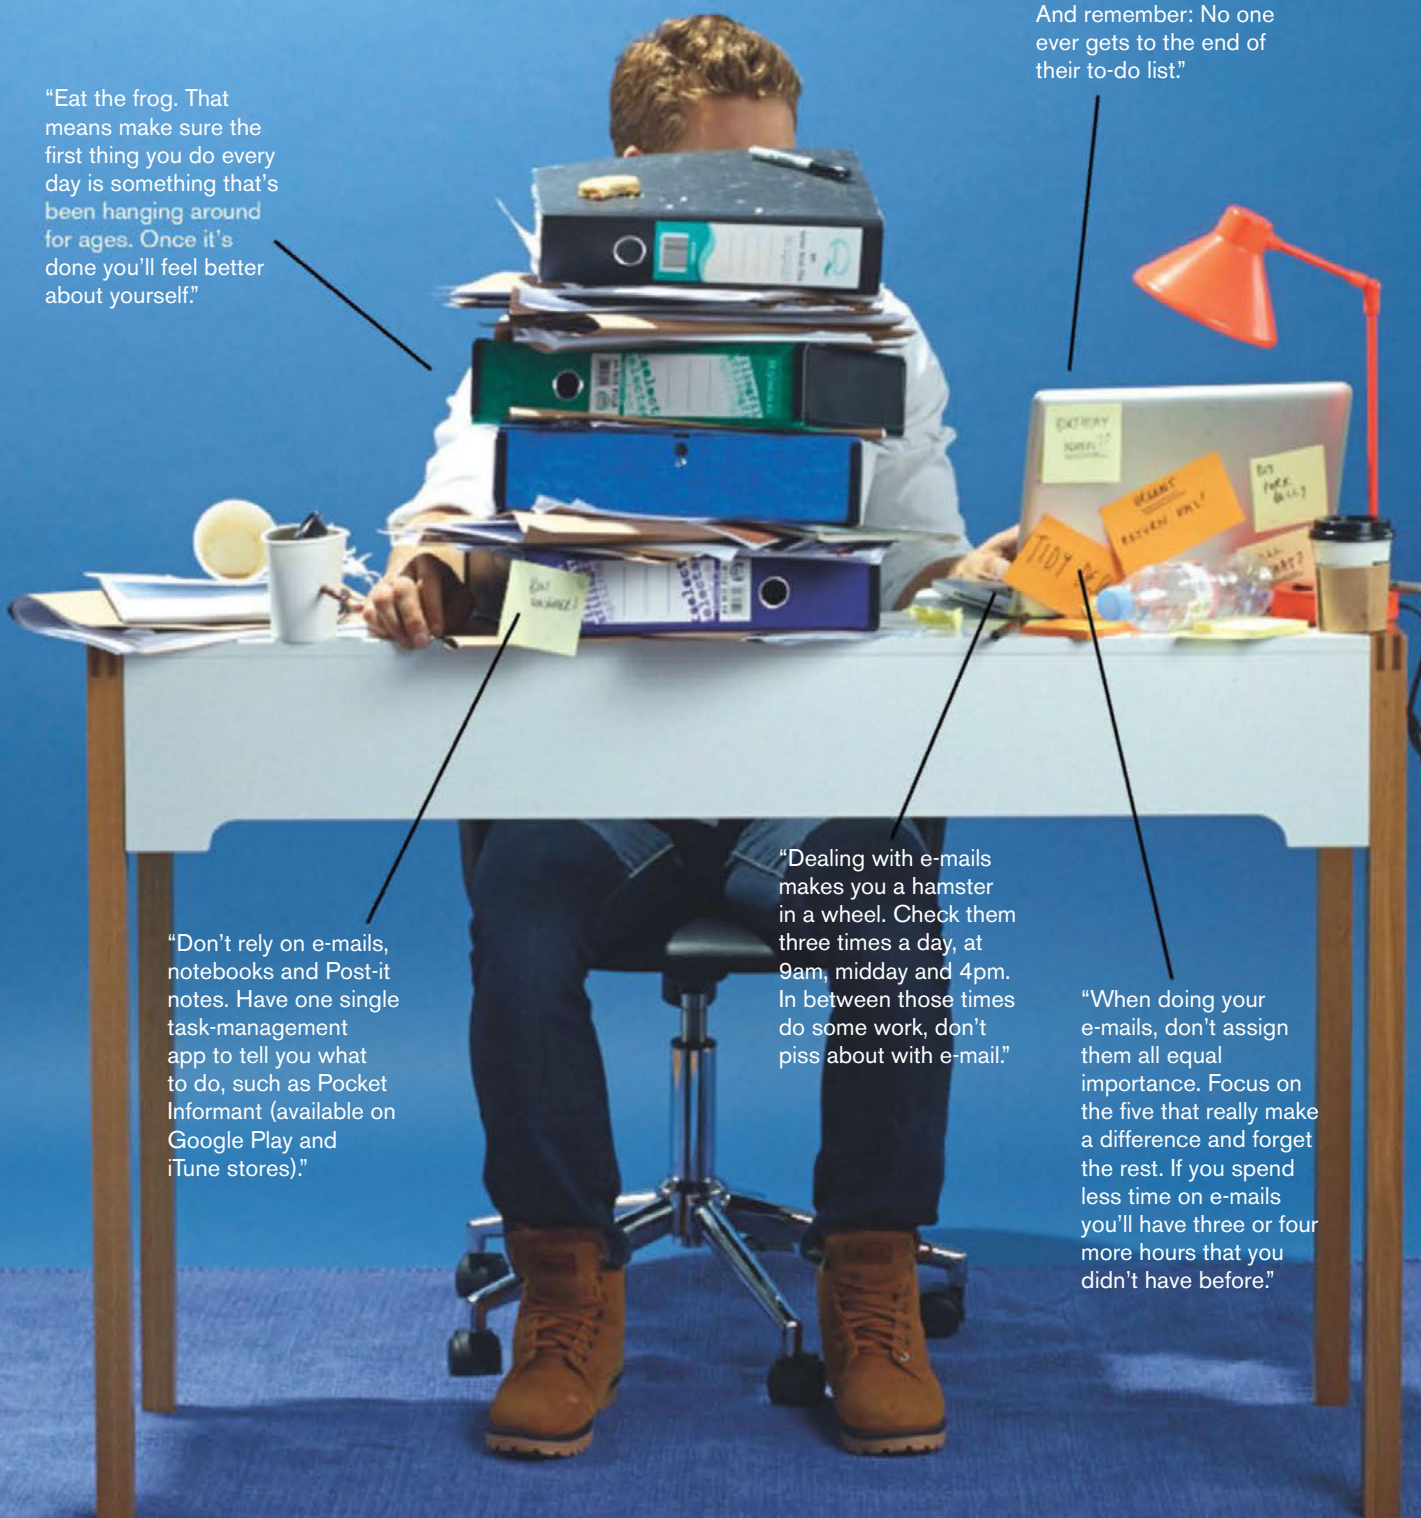 And remember: No one
ever gets to the end of
their to-do list.”
“Eat the frog. That
means make sure the
first thing you do every
day is something that’s
been hanging around
for ages. Once it’s
done you’ll feel better
about yourself.”
BIRTHDAY
URGENT
RETURN
BUY
PORK
BELLY
TIDY
BUY
select
“Dealing with e-mails
makes you a hamster
in a wheel. Check them
three times a day, at
9am, midday and 4pm.
In between those times
do some work, don’t
piss about with e-mail.”
“Don’t rely on e-mails,
notebooks and Post-it
notes. Have one single
task-management
app to tell you what
to do, such as Pocket
Informant (available on
Google Play and
iTune stores).”
“When doing your
e-mails, don’t assign
them all equal
importance. Focus on
the five that really make
a difference and forget
the rest. If you spend
less time on e-mails
you’ll have three or four
more hours that you
didn’t have before.”